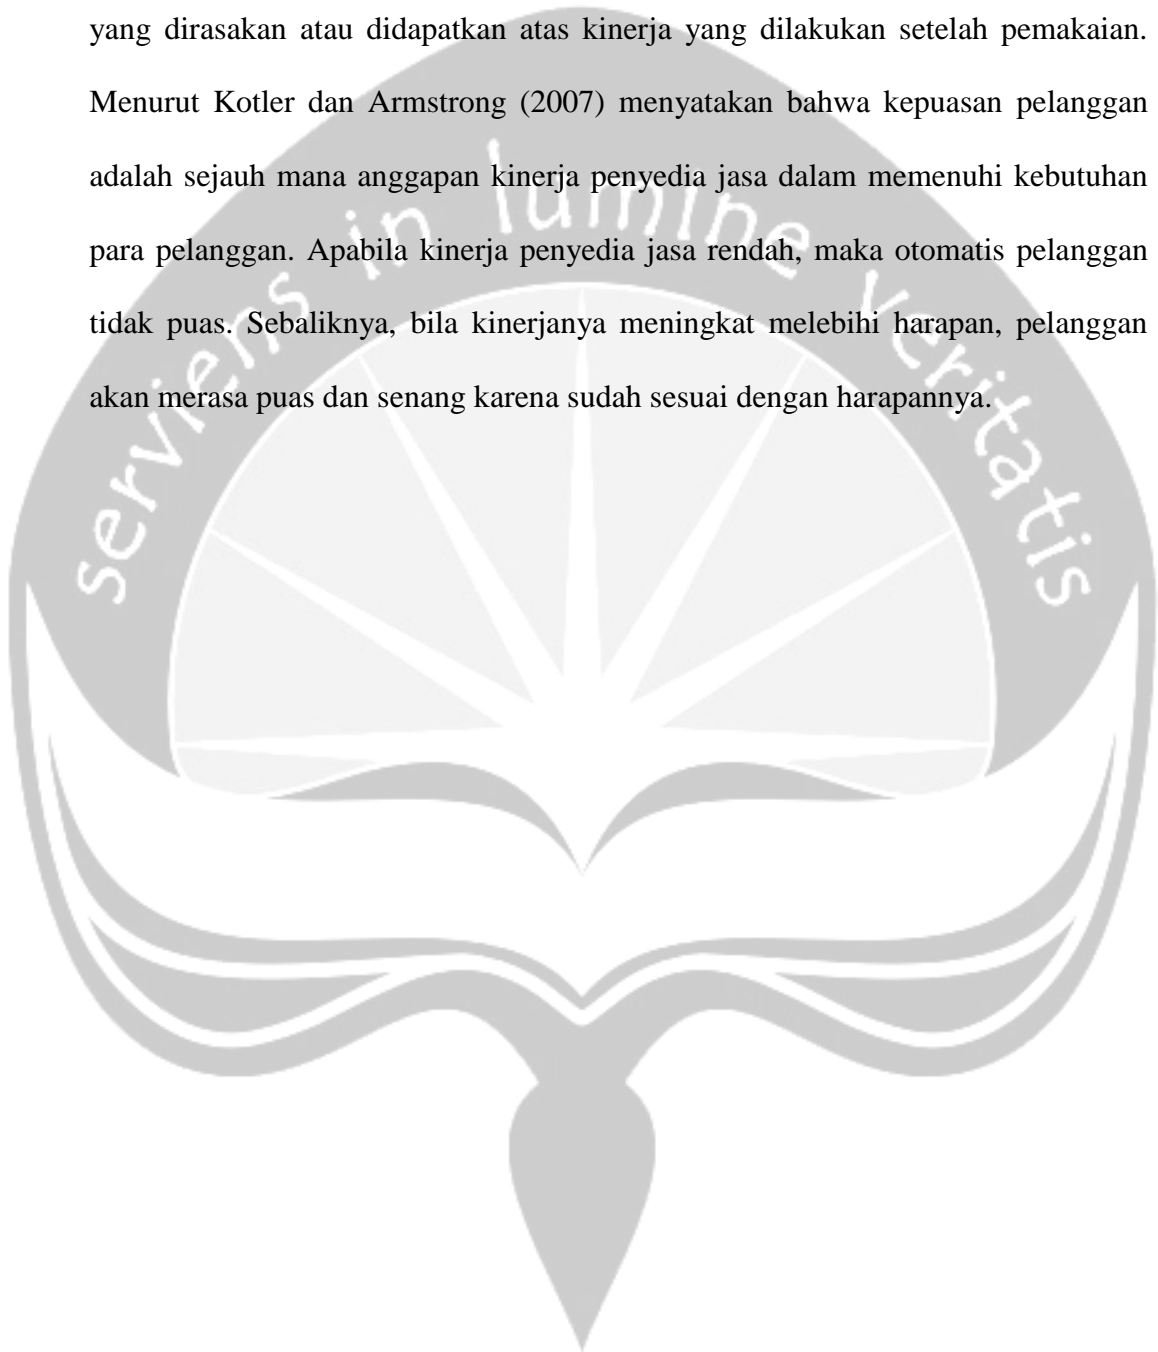 yang dirasakan atau didapatkan atas kinerja yang dilakukan setelah pemakaian.
Menurut Kotler dan Armstrong (2007) menyatakan bahwa kepuasan pelanggan
adalah sejauh mana anggapan kinerja penyedia jasa dalam memenuhi kebutuhan
para pelanggan. Apabila kinerja penyedia jasa rendah, maka otomatis pelanggan
tidak puas. Sebaliknya, bila kinerjanya meningkat melebihi harapan, pelanggan
akan merasa puas dan senang karena sudah sesuai dengan harapannya.
serviens in lumine veritatis